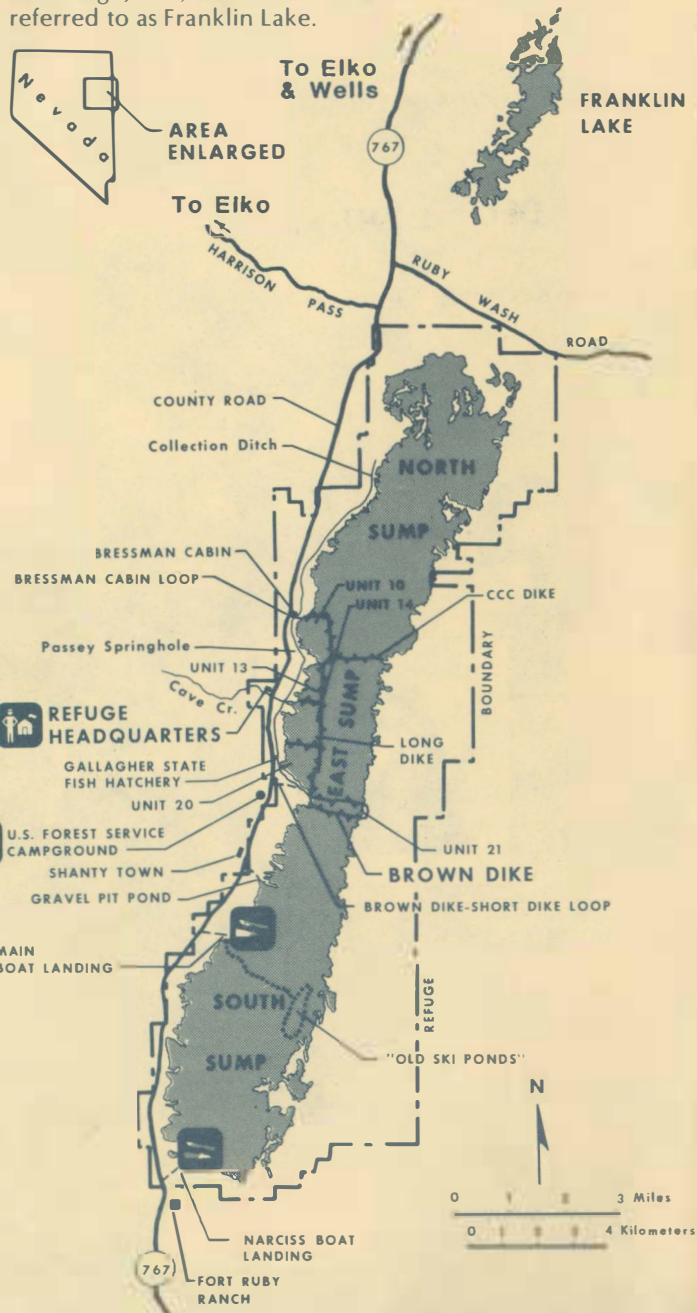 referred to as Franklin Lake.
Nevada
AREA
ENLARGED
To Elko
& Wells
767
FRANKLIN
LAKE
To Elko
HARRISON PASS
RUBY WASH ROAD
COUNTY ROAD
Collection Ditch
NORTH
SUMP
BRESSMAN CABIN
BRESSMAN CABIN LOOP
UNIT 10
UNIT 14
CCC DIKE
Passey Springhole
UNIT 13
Cave Cr.
BOUNDARY
REFUGE
HEADQUARTERS
EAST SUMP
LONG
DIKE
GALLAGHER STATE
FISH HATCHERY
UNIT 20
U.S. FOREST SERVICE
CAMPGROUND
UNIT 21
SHANTY TOWN
BROWN DIKE
GRAVEL PIT POND
BROWN DIKE-SHORT DIKE LOOP
MAIN
BOAT LANDING
SOUTH
SUMP
REFUGE
"OLD SKI PONDS"
N
0 1 2 3 Miles
0 1 2 3 4 Kilometers
NARCISS BOAT
LANDING
767
FORT RUBY
RANCH